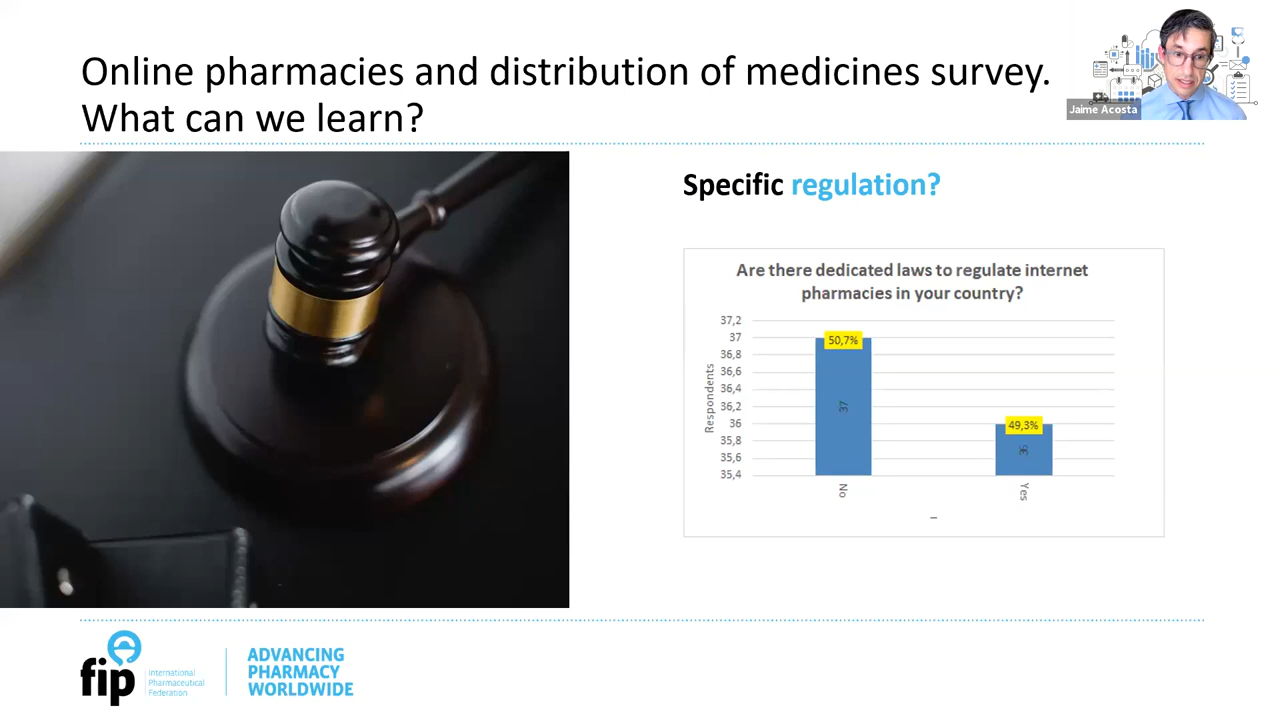 Online pharmacies and distribution of medicines survey.
What can we learn?
Jaime Acosta
Specific regulation?
Are there dedicated laws to regulate internet
pharmacies in your country?
37,2
37
36,8
36,6
36,4
36,2
36
35,8
35,6
35,4
Respondents
50,7%
37
49,3%
36
No
Yes
fip
International
Pharmaceutical
Federation
ADVANCING
PHARMACY
WORLDWIDE